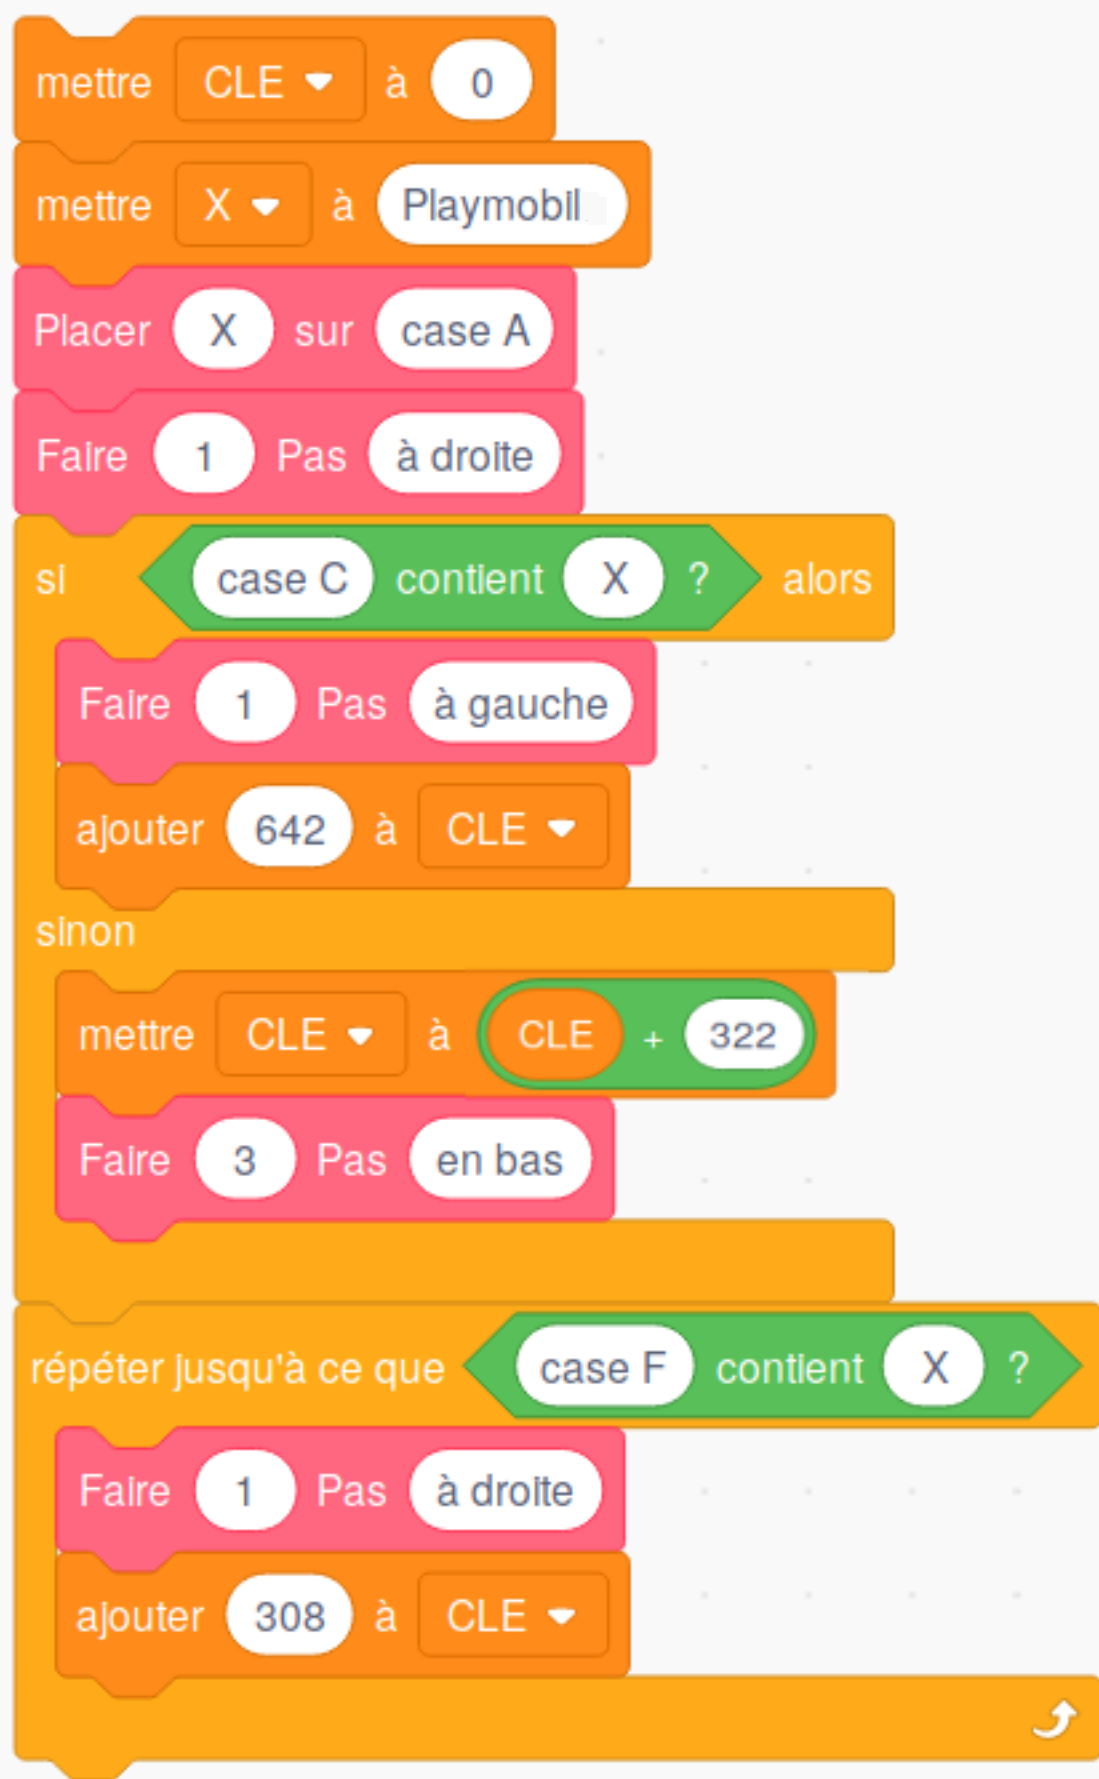 mettre CLE à 0
mettre X à Playmobil
Placer X sur case A
Faire 1 Pas à droite
si case C contient X ? alors
Faire 1 Pas à gauche
ajouter 642 à CLE
sinon
mettre CLE à CLE + 322
Faire 3 Pas en bas
répéter jusqu'à ce que case F contient X ?
Faire 1 Pas à droite
ajouter 308 à CLE